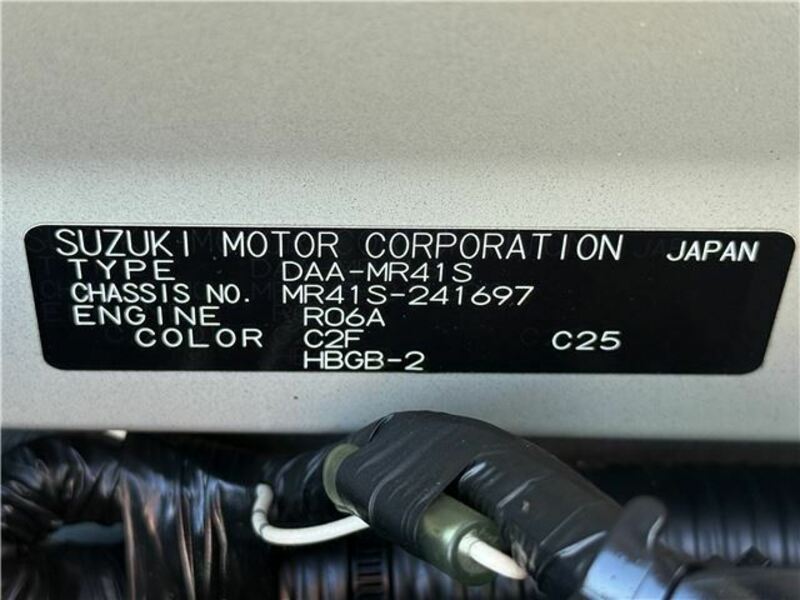 SUZUKI MOTOR CORPORATION JAPAN
TYPE DAA-MR41S
CHASSIS NO. MR41S-241697
ENGINE R06A
COLOR C2F C25
HBGB-2